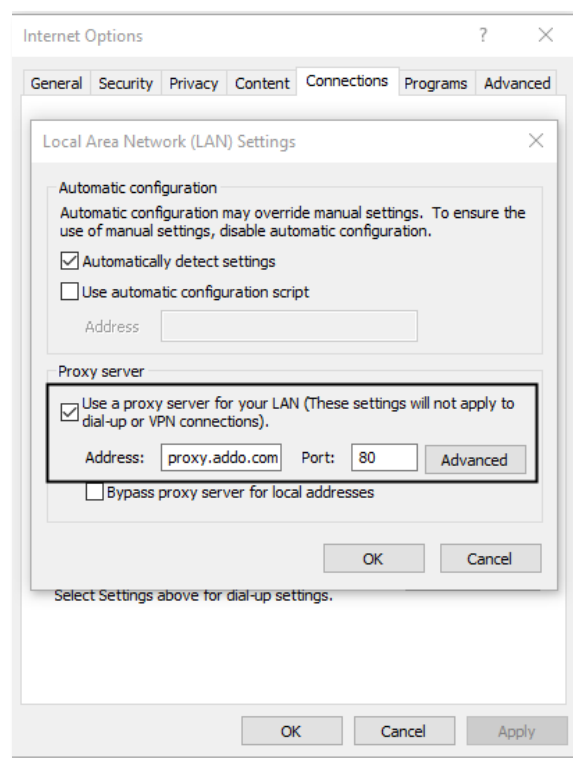 Internet Options
?
General Security Privacy Content Connections Programs Advanced
Local Area Network (LAN) Settings
Automatic configuration
Automatic configuration may override manual settings. To ensure the
use of manual settings, disable automatic configuration.
Automatically detect settings
Use automatic configuration script
Address
Proxy server
Use a proxy server for your LAN (These settings will not apply to
dial-up or VPN connections).
Address: proxy.addo.com Port: 80 Advanced
Bypass proxy server for local addresses
OK Cancel
Select Settings above for dial-up settings.
OK Cancel Apply